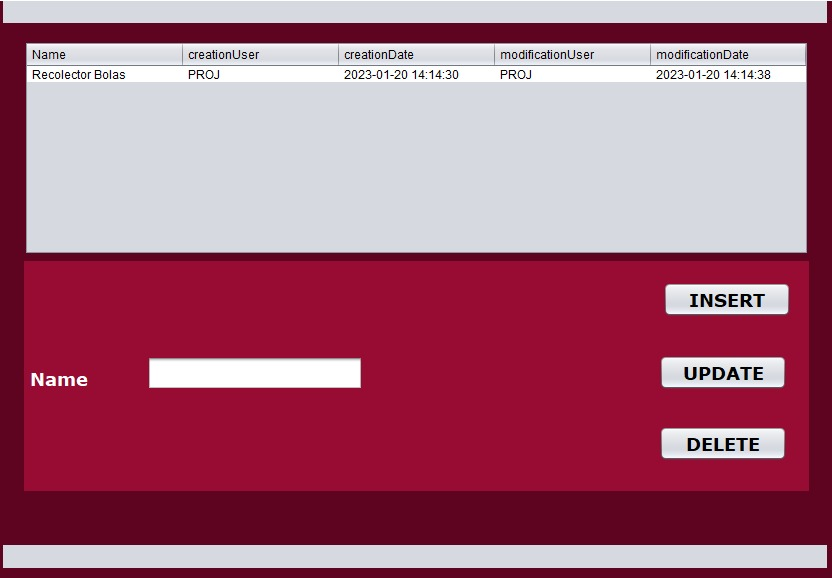 Name creationUser creationDate modificationUser modificationDate
Recolector Bolas PROJ 2023-01-20 14:14:30 PROJ 2023-01-20 14:14:38
INSERT
Name
UPDATE
DELETE